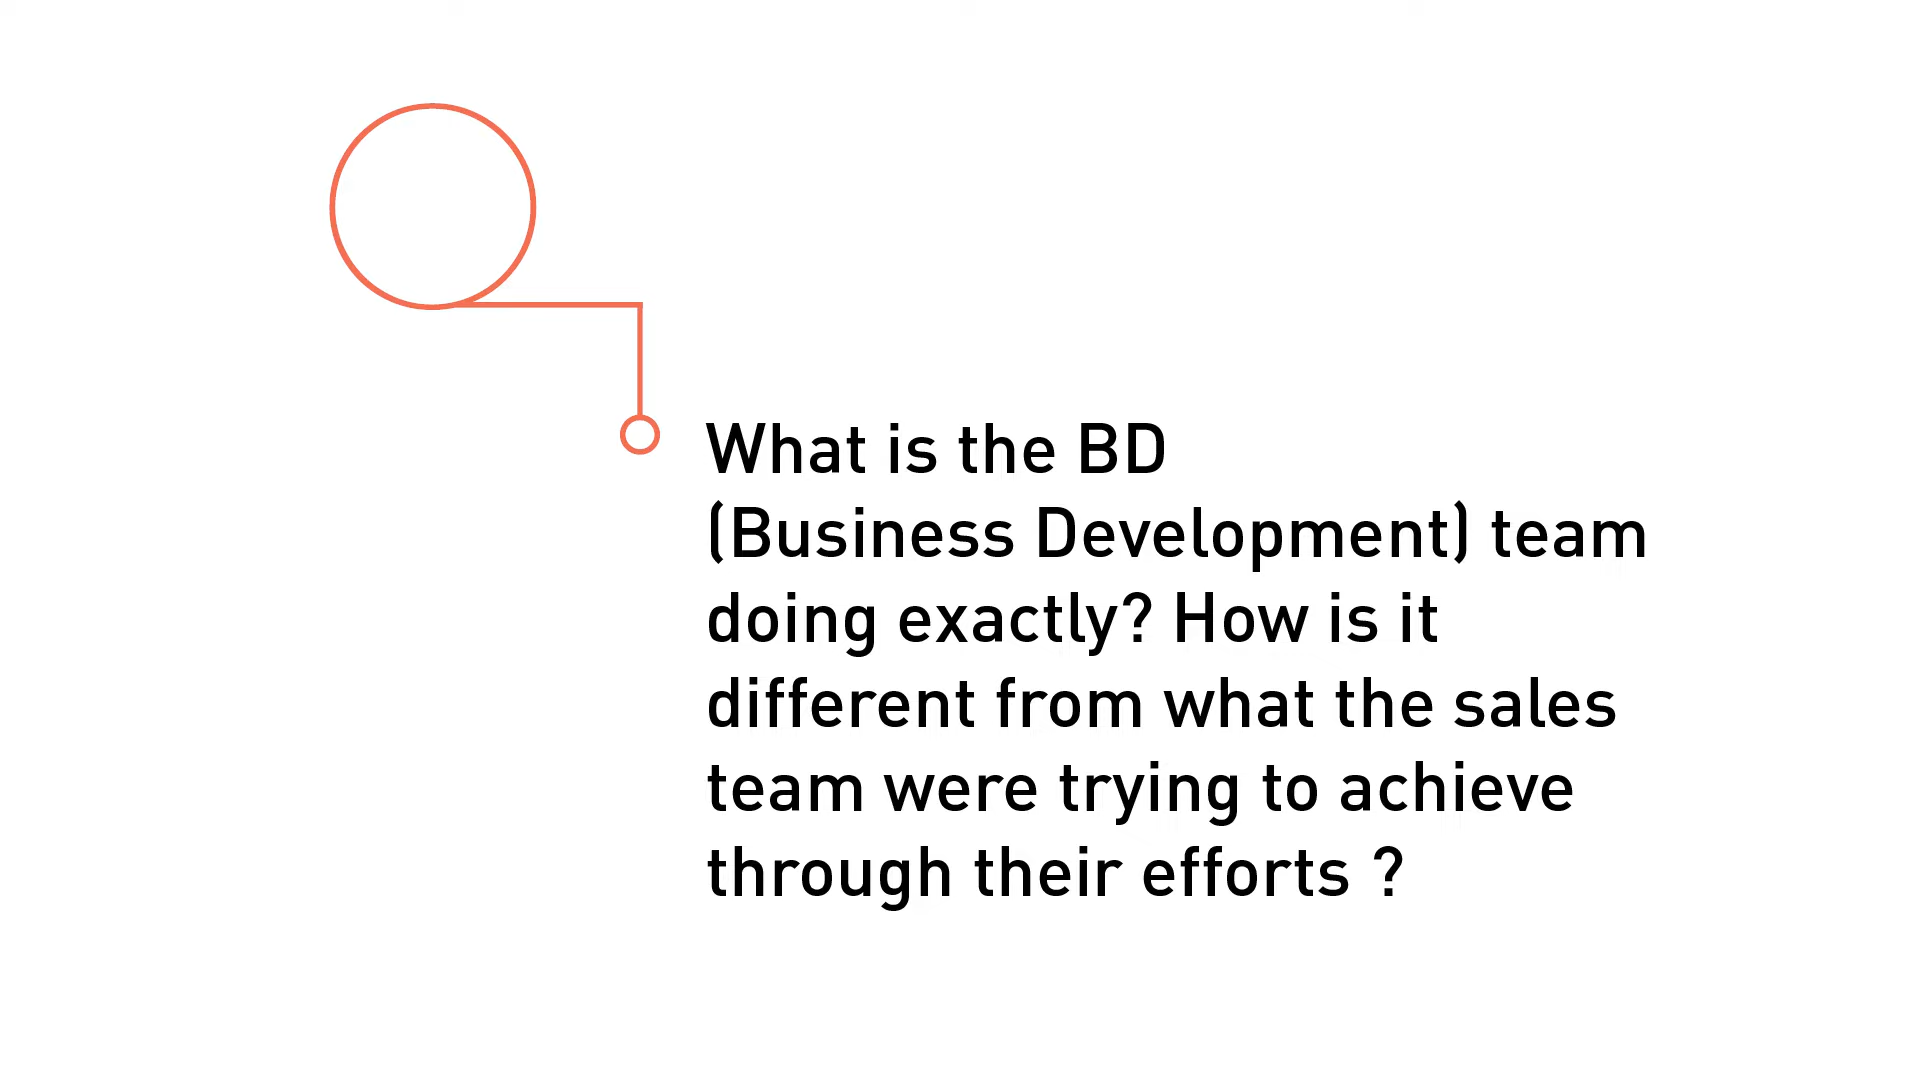 What is the BD
(Business Development) team
doing exactly? How is it
different from what the sales
team were trying to achieve
through their efforts ?